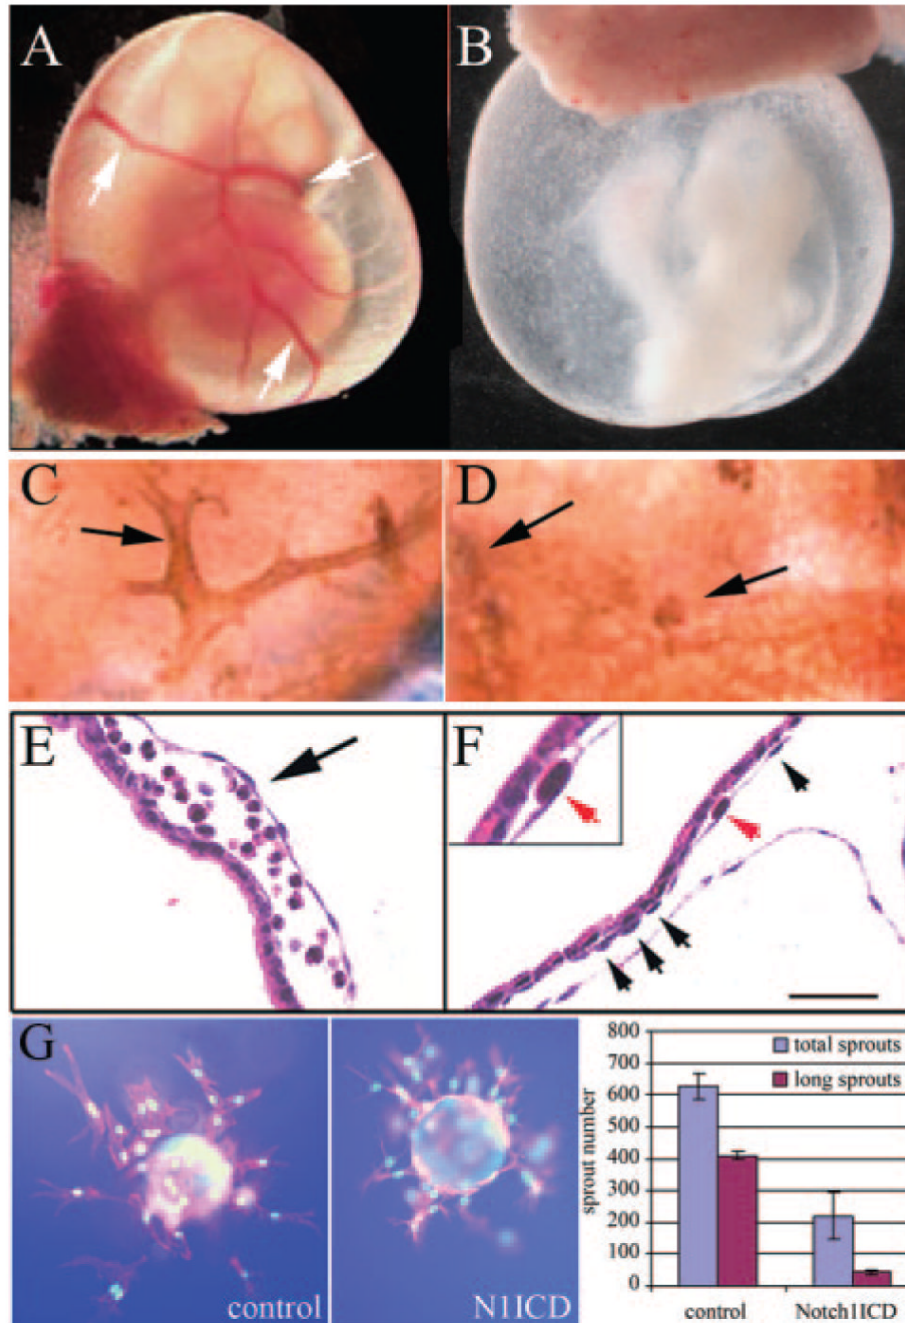 A
B
C
D
E
F
G
control
N1ICD
800
700
600
500
400
300
200
100
0
sprout number
total sprouts
long sprouts
control
Notch1ICD